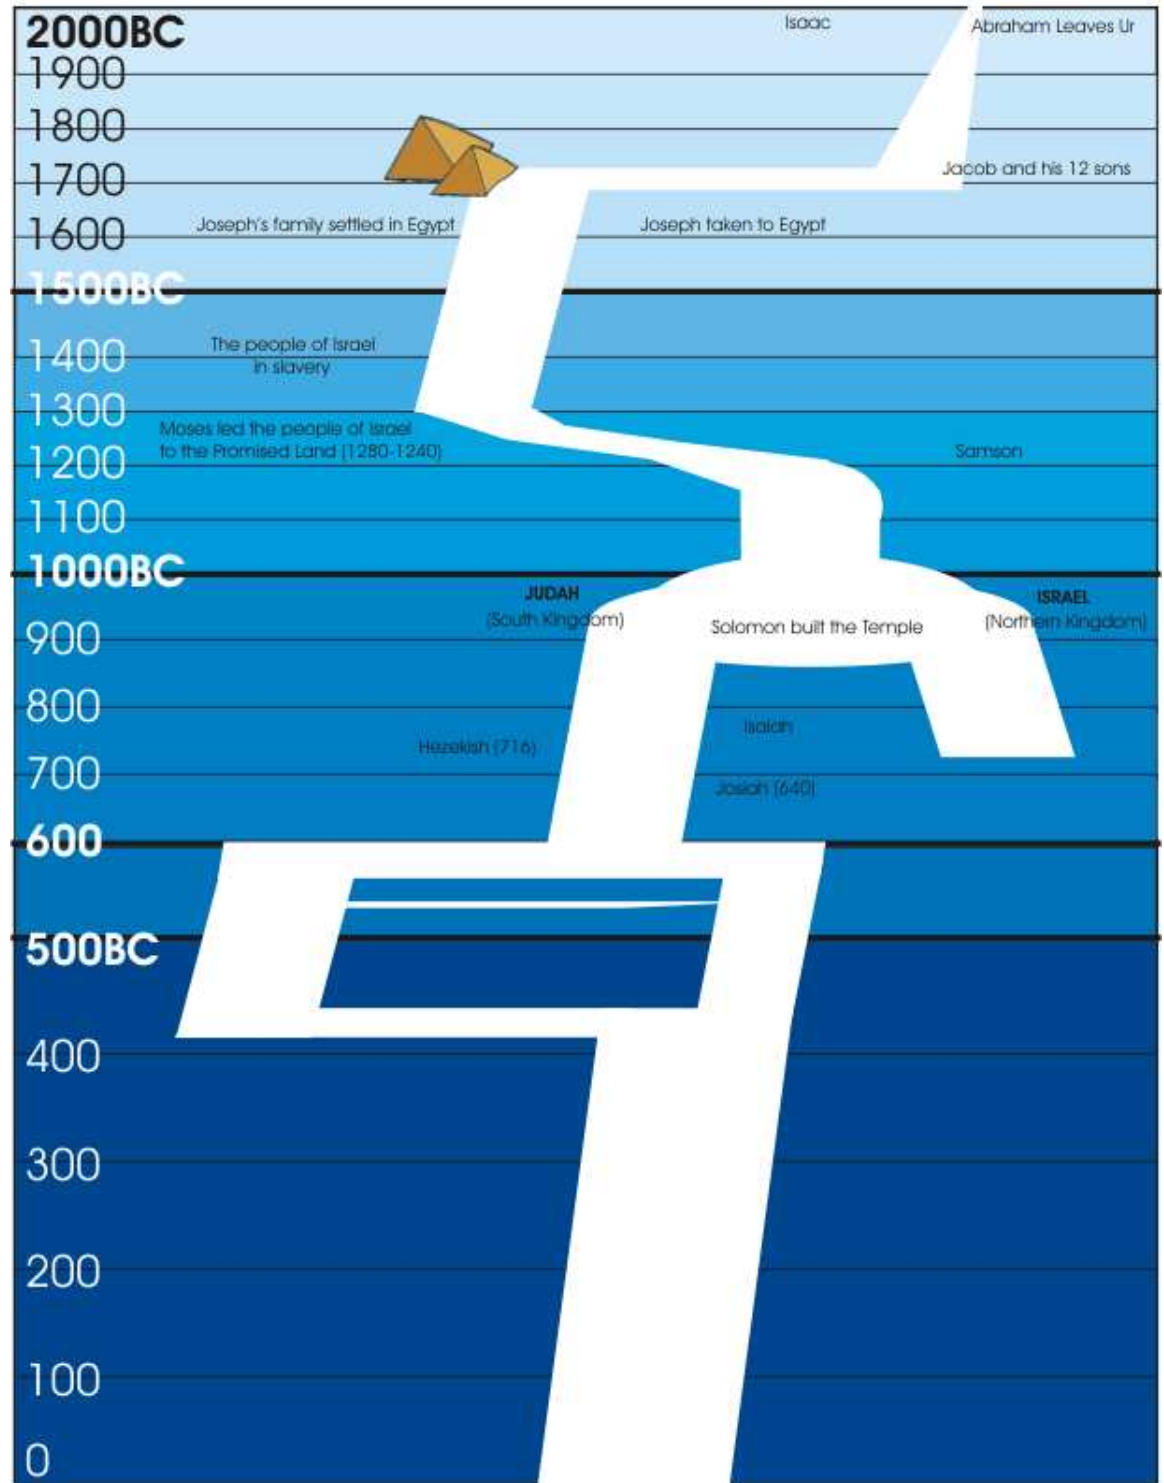 2000BC
Isaac
Abraham Leaves Ur
1900
1800
1700
Jacob and his 12 sons
1600
Joseph's family settled in Egypt
Joseph taken to Egypt
1500BC
1400
The people of Israel
in slavery
1300
Moses led the people of Israel
to the Promised Land (1280-1240)
1200
Samson
1100
1000BC
JUDAH
(South Kingdom)
ISRAEL
(Northern Kingdom)
Solomon built the Temple
900
800
Isaiah
Hezekish (716)
700
Josiah (640)
600
500BC
400
300
200
100
0